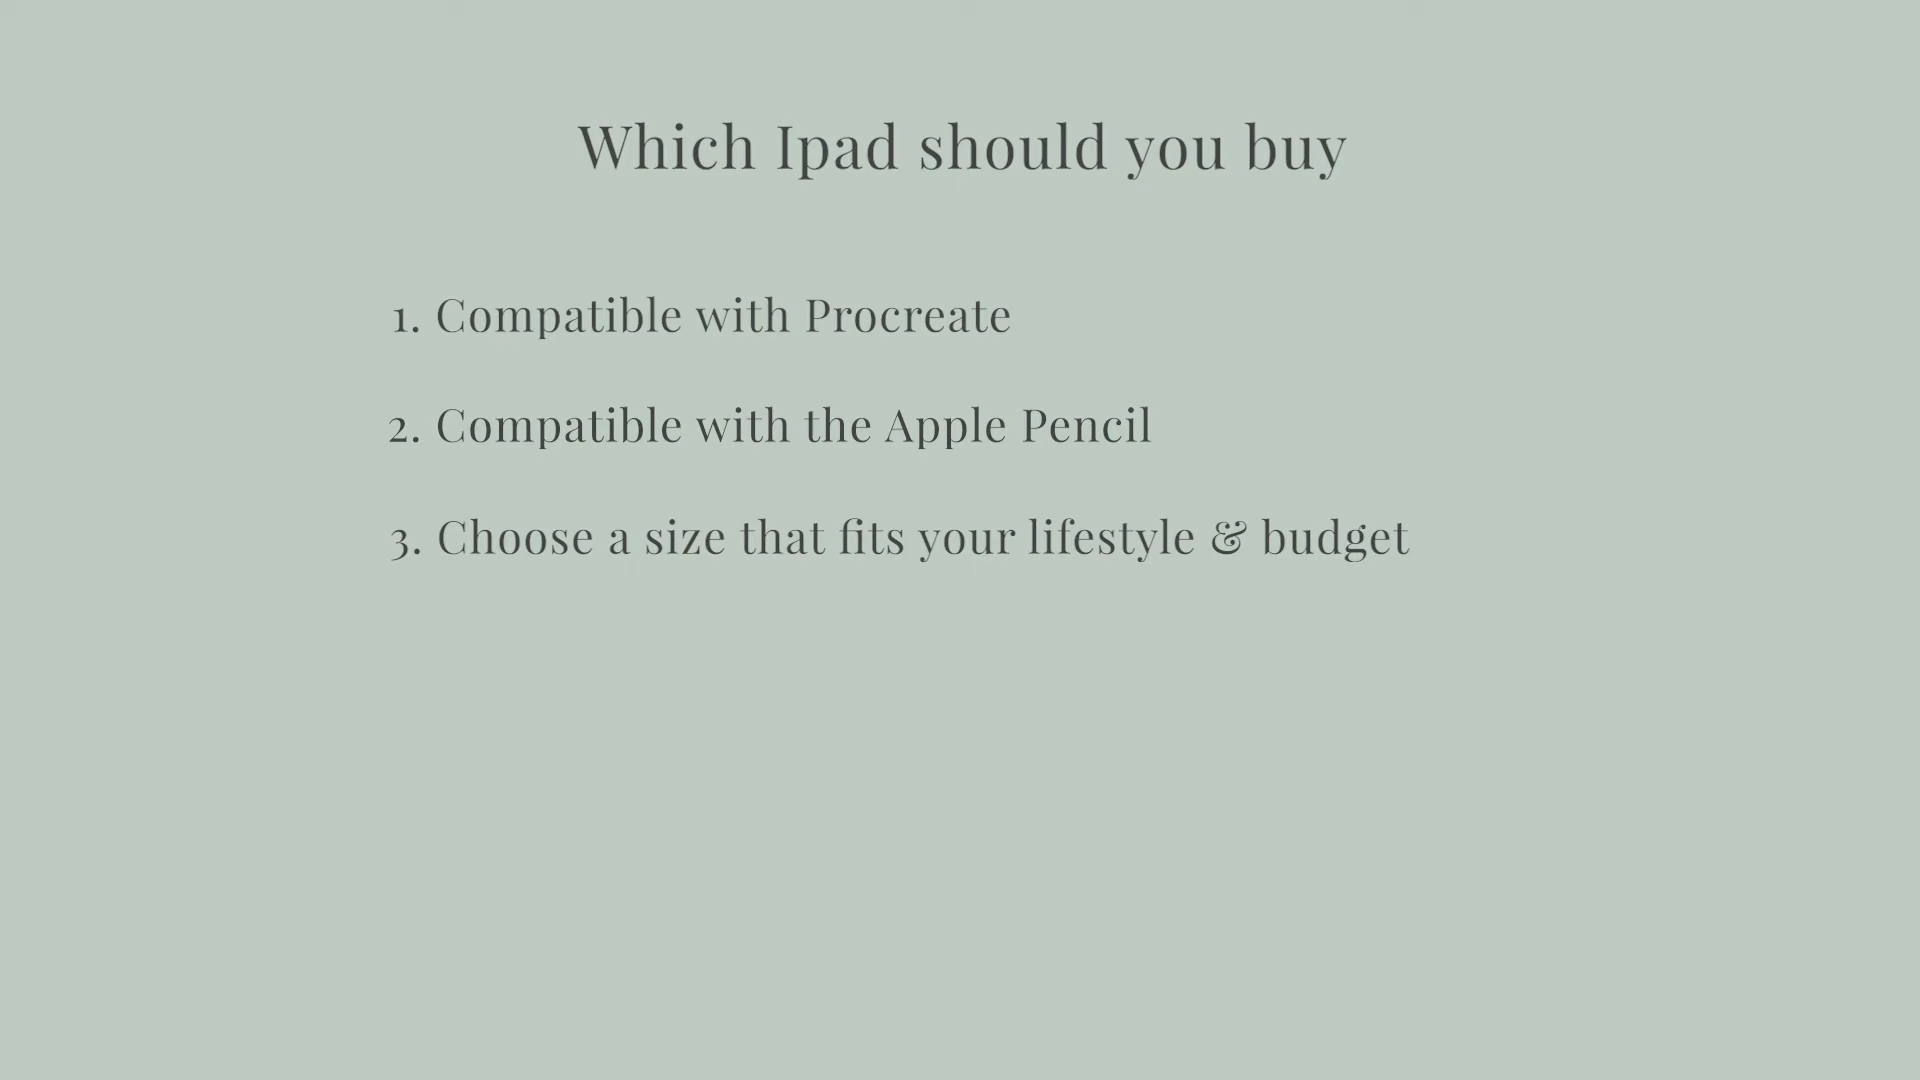 Which Ipad should you buy
1. Compatible with Procreate
2. Compatible with the Apple Pencil
3. Choose a size that fits your lifestyle & budget